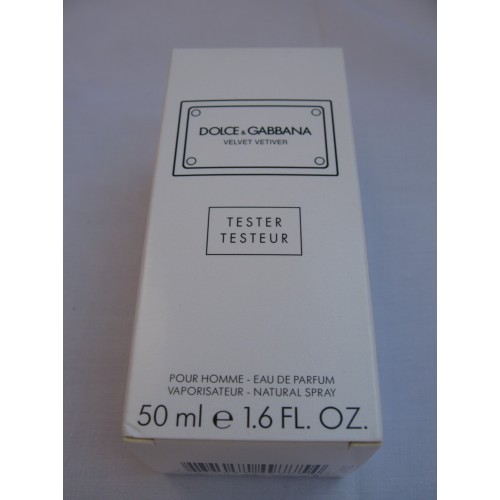 DOLCE & GABBANA
VELVET VETIVER
TESTER
TESTEUR
POUR HOMME - EAU DE PARFUM
VAPORISATEUR - NATURAL SPRAY
50 ml ℮ 1.6 FL. OZ.